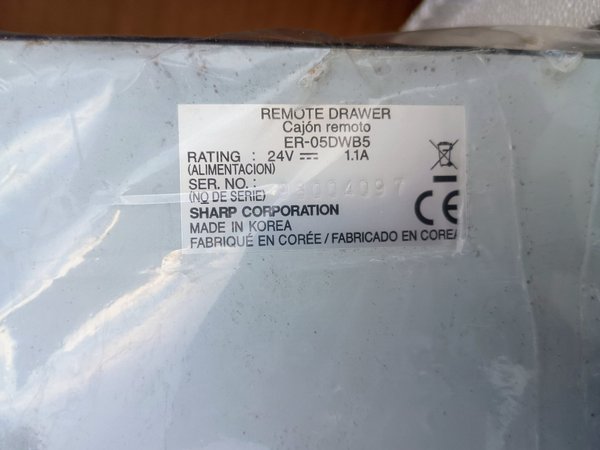 REMOTE DRAWER
Cajón remoto
ER-05DWB5
RATING : 24V ⎓ 1.1A
(ALIMENTACION)
SER. NO. :
(NO DE SERIE)
SHARP CORPORATION
MADE IN KOREA
FABRIQUÉ EN CORÉE / FABRICADO EN COREA
CE